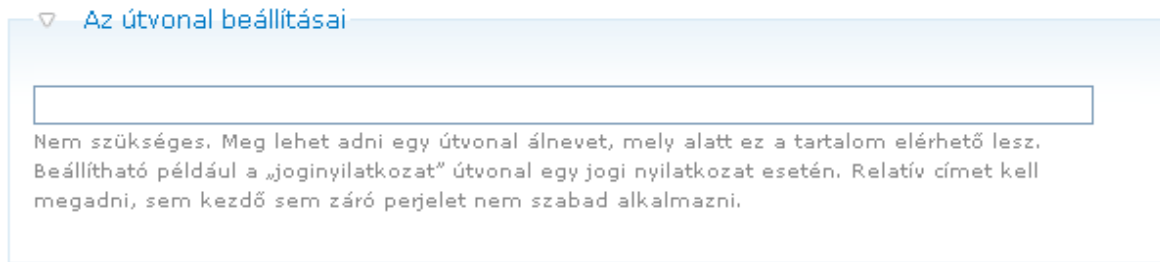 Az útvonal beállításai
Nem szükséges. Meg lehet adni egy útvonal álnevet, mely alatt ez a tartalom elérhető lesz.
Beállítható például a „joginyilatkozat” útvonal egy jogi nyilatkozat esetén. Relatív címet kell
megadni, sem kezdő sem záró perjelet nem szabad alkalmazni.